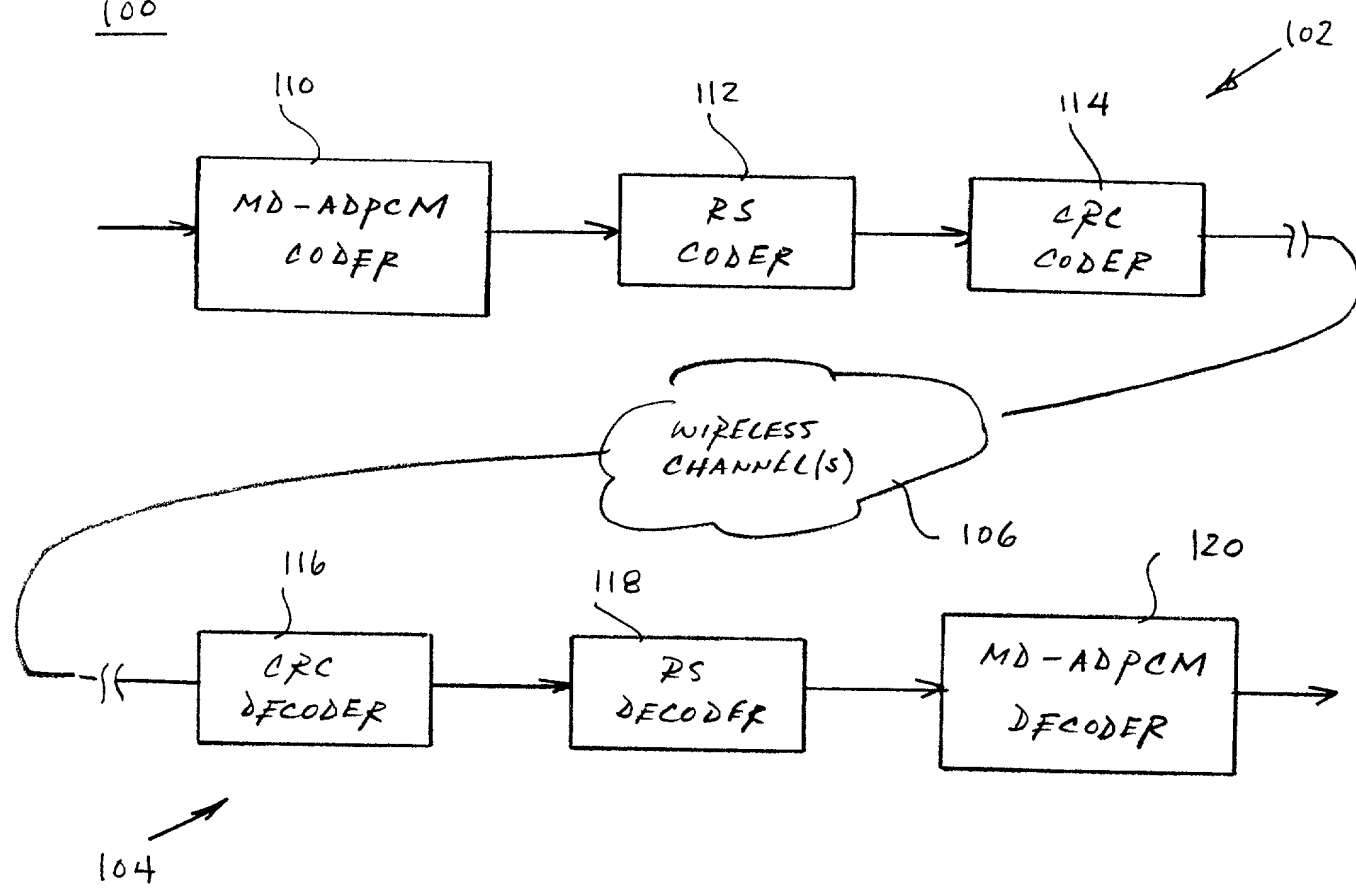 100
102
110
112
114
MD-ADPCM
CODER
RS
CODER
CRC
CODER
WIRELESS
CHANNEL(S)
106
116
118
120
CRC
DECODER
RS
DECODER
MD-ADPCM
DECODER
104